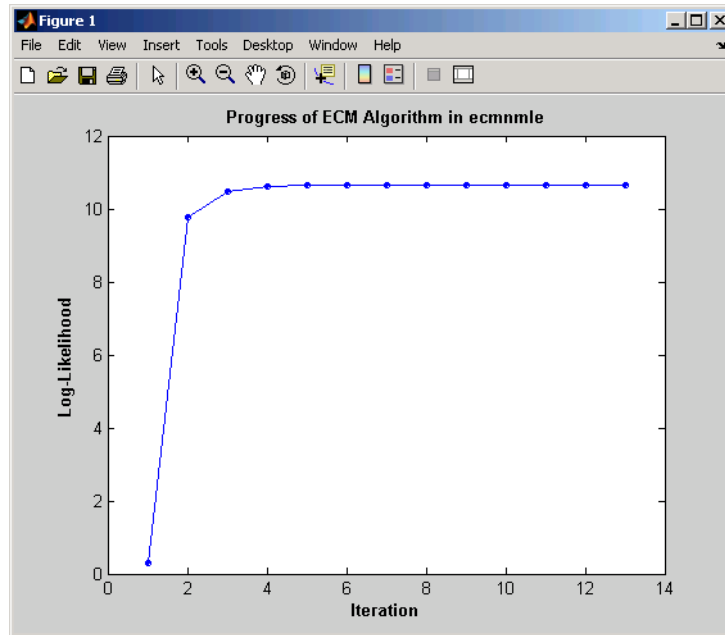 Figure 1
File Edit View Insert Tools Desktop Window Help
Progress of ECM Algorithm in ecmnmle
12
10
8
6
4
2
0
Log-Likelihood
0 2 4 6 8 10 12 14
Iteration